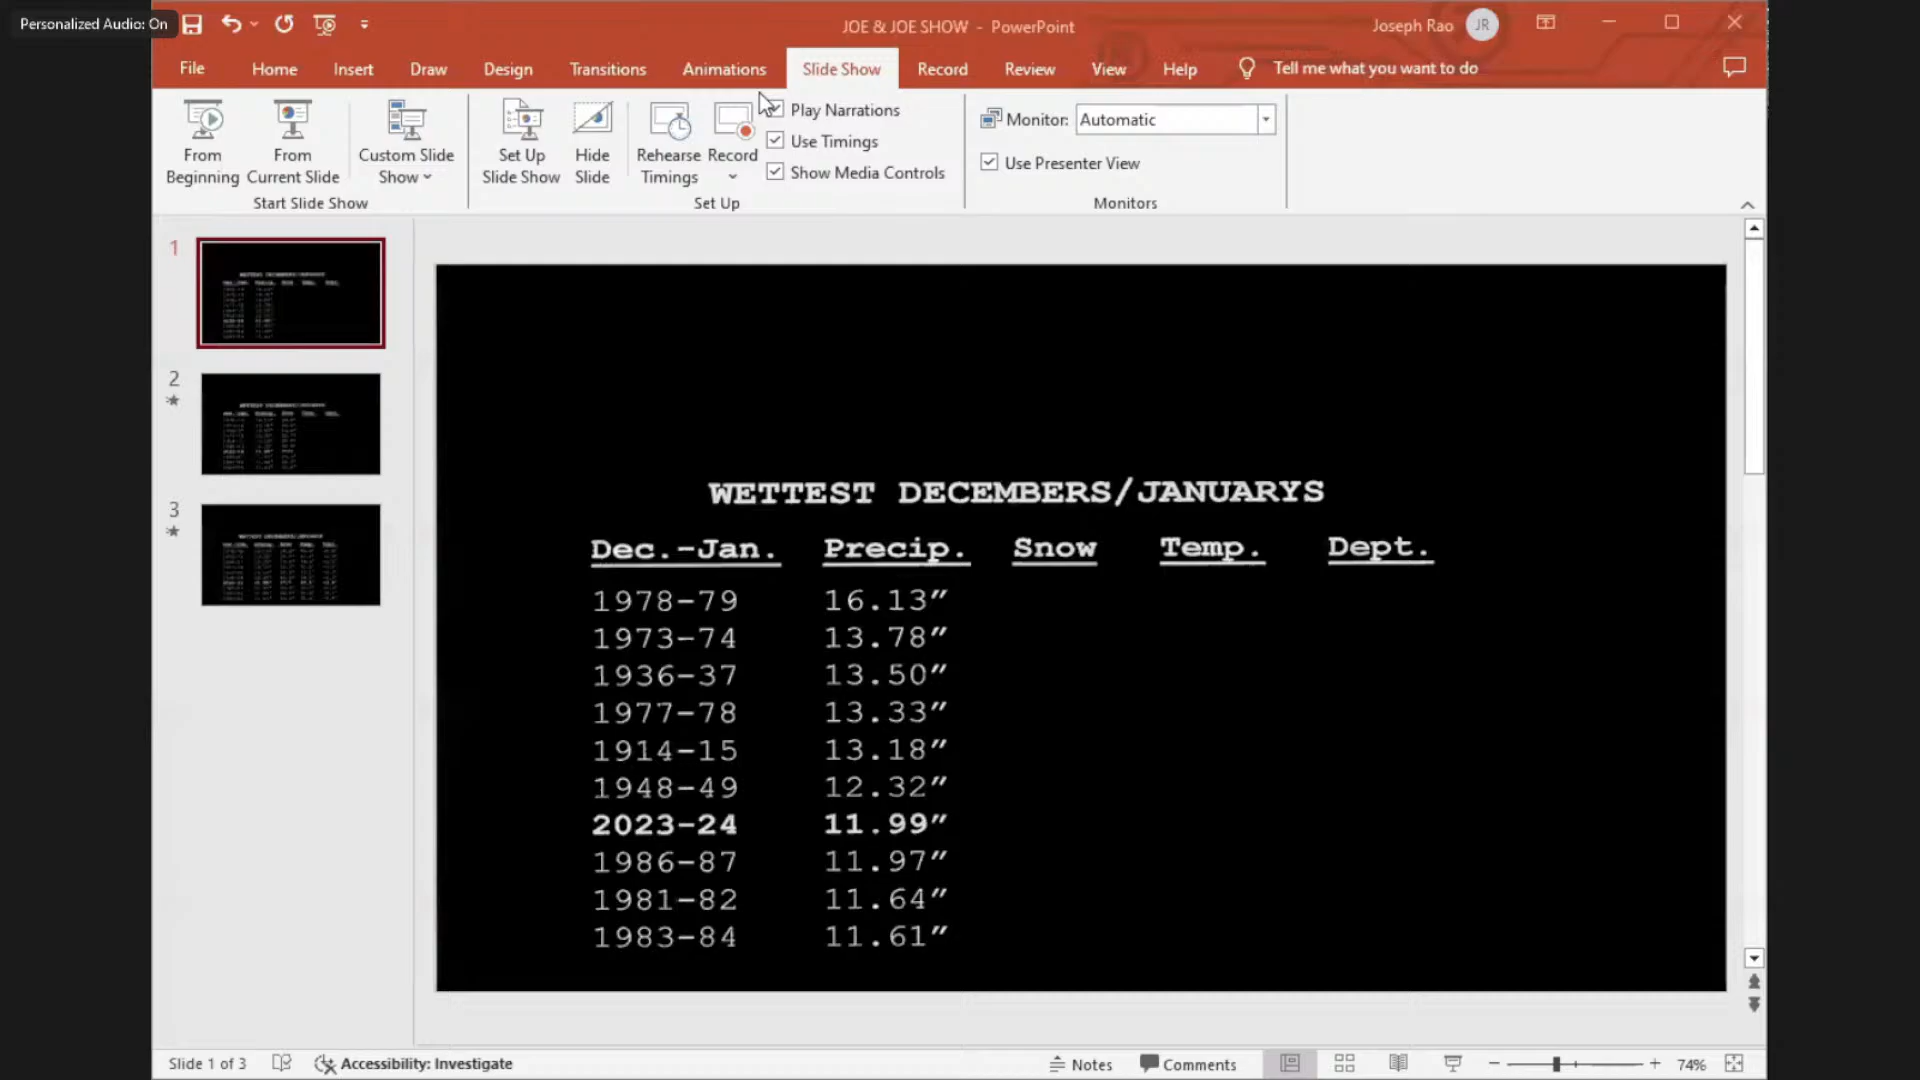 Personalized Audio: On
JOE & JOE SHOW - PowerPoint
Joseph Rao
JR
File Home Insert Draw Design Transitions Animations Slide Show Record Review View Help Tell me what you want to do
From Beginning
From Current Slide
Custom Slide Show
Set Up Slide Show
Hide Slide
Rehearse Timings
Record
Play Narrations
Use Timings
Show Media Controls
Monitor: Automatic
Use Presenter View
Start Slide Show
Set Up
Monitors
1
2
3
WETTEST DECEMBERS/JANUARYS
Dec.-Jan. Precip. Snow Temp. Dept.
1978-79 16.13"
1973-74 13.78"
1936-37 13.50"
1977-78 13.33"
1914-15 13.18"
1948-49 12.32"
2023-24 11.99"
1986-87 11.97"
1981-82 11.64"
1983-84 11.61"
Slide 1 of 3
Accessibility: Investigate
Notes
Comments
74%